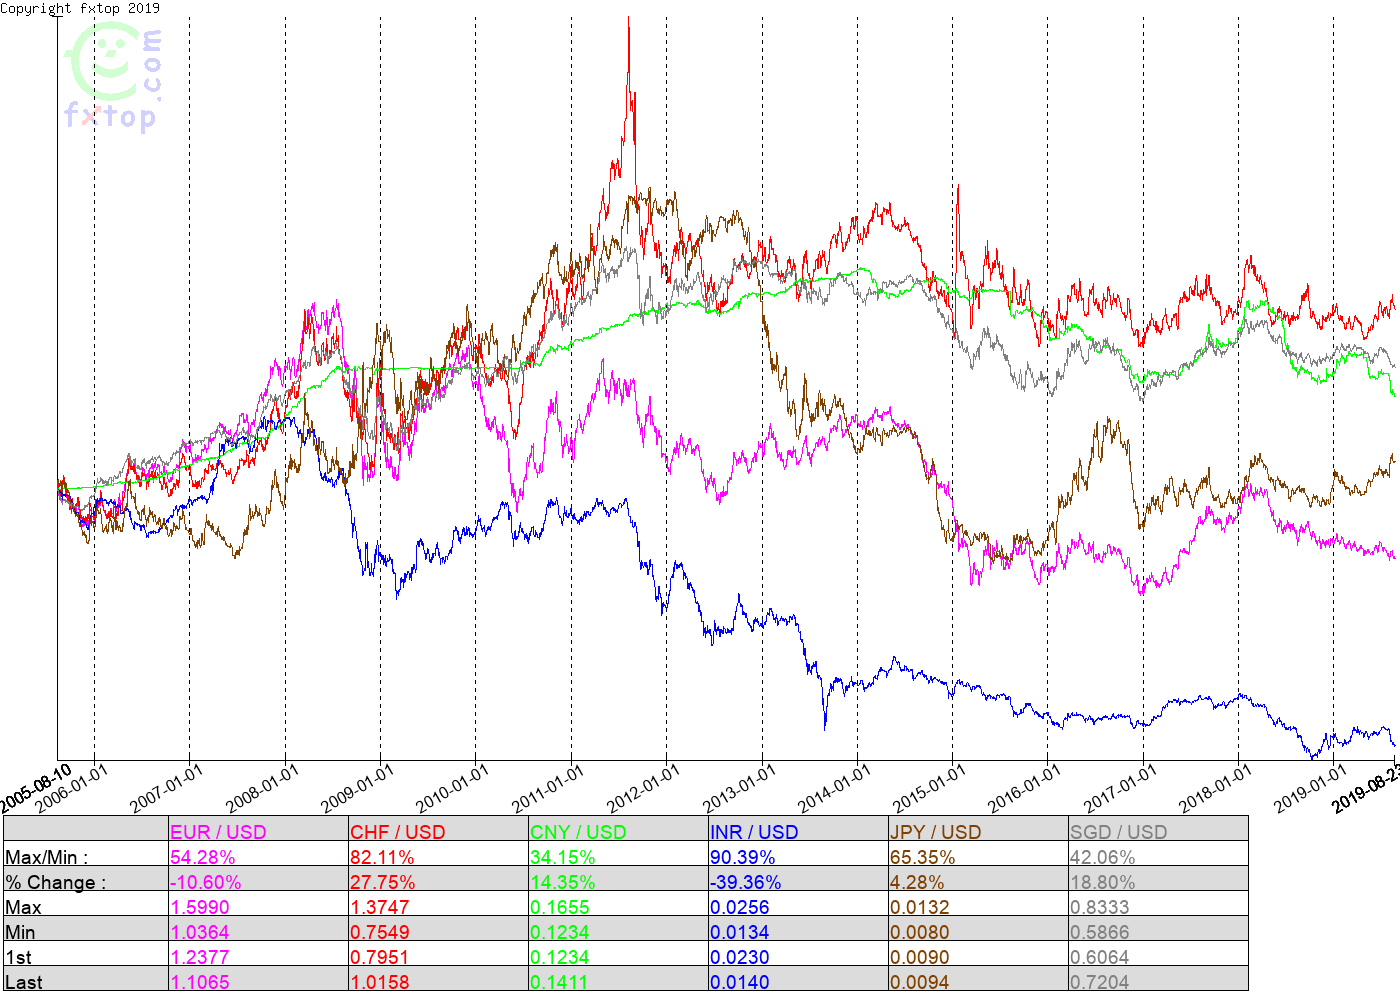 Copyright fxtop 2019
fxtop.com
2005-08-10 2006-01-01 2007-01-01 2008-01-01 2009-01-01 2010-01-01 2011-01-01 2012-01-01 2013-01-01 2014-01-01 2015-01-01 2016-01-01 2017-01-01 2018-01-01 2019-01-01 2019-08-23
EUR / USD CHF / USD CNY / USD INR / USD JPY / USD SGD / USD
Max/Min : 54.28% 82.11% 34.15% 90.39% 65.35% 42.06%
% Change : -10.60% 27.75% 14.35% -39.36% 4.28% 18.80%
Max 1.5990 1.3747 0.1655 0.0256 0.0132 0.8333
Min 1.0364 0.7549 0.1234 0.0134 0.0080 0.5866
1st 1.2377 0.7951 0.1234 0.0230 0.0090 0.6064
Last 1.1065 1.0158 0.1411 0.0140 0.0094 0.7204